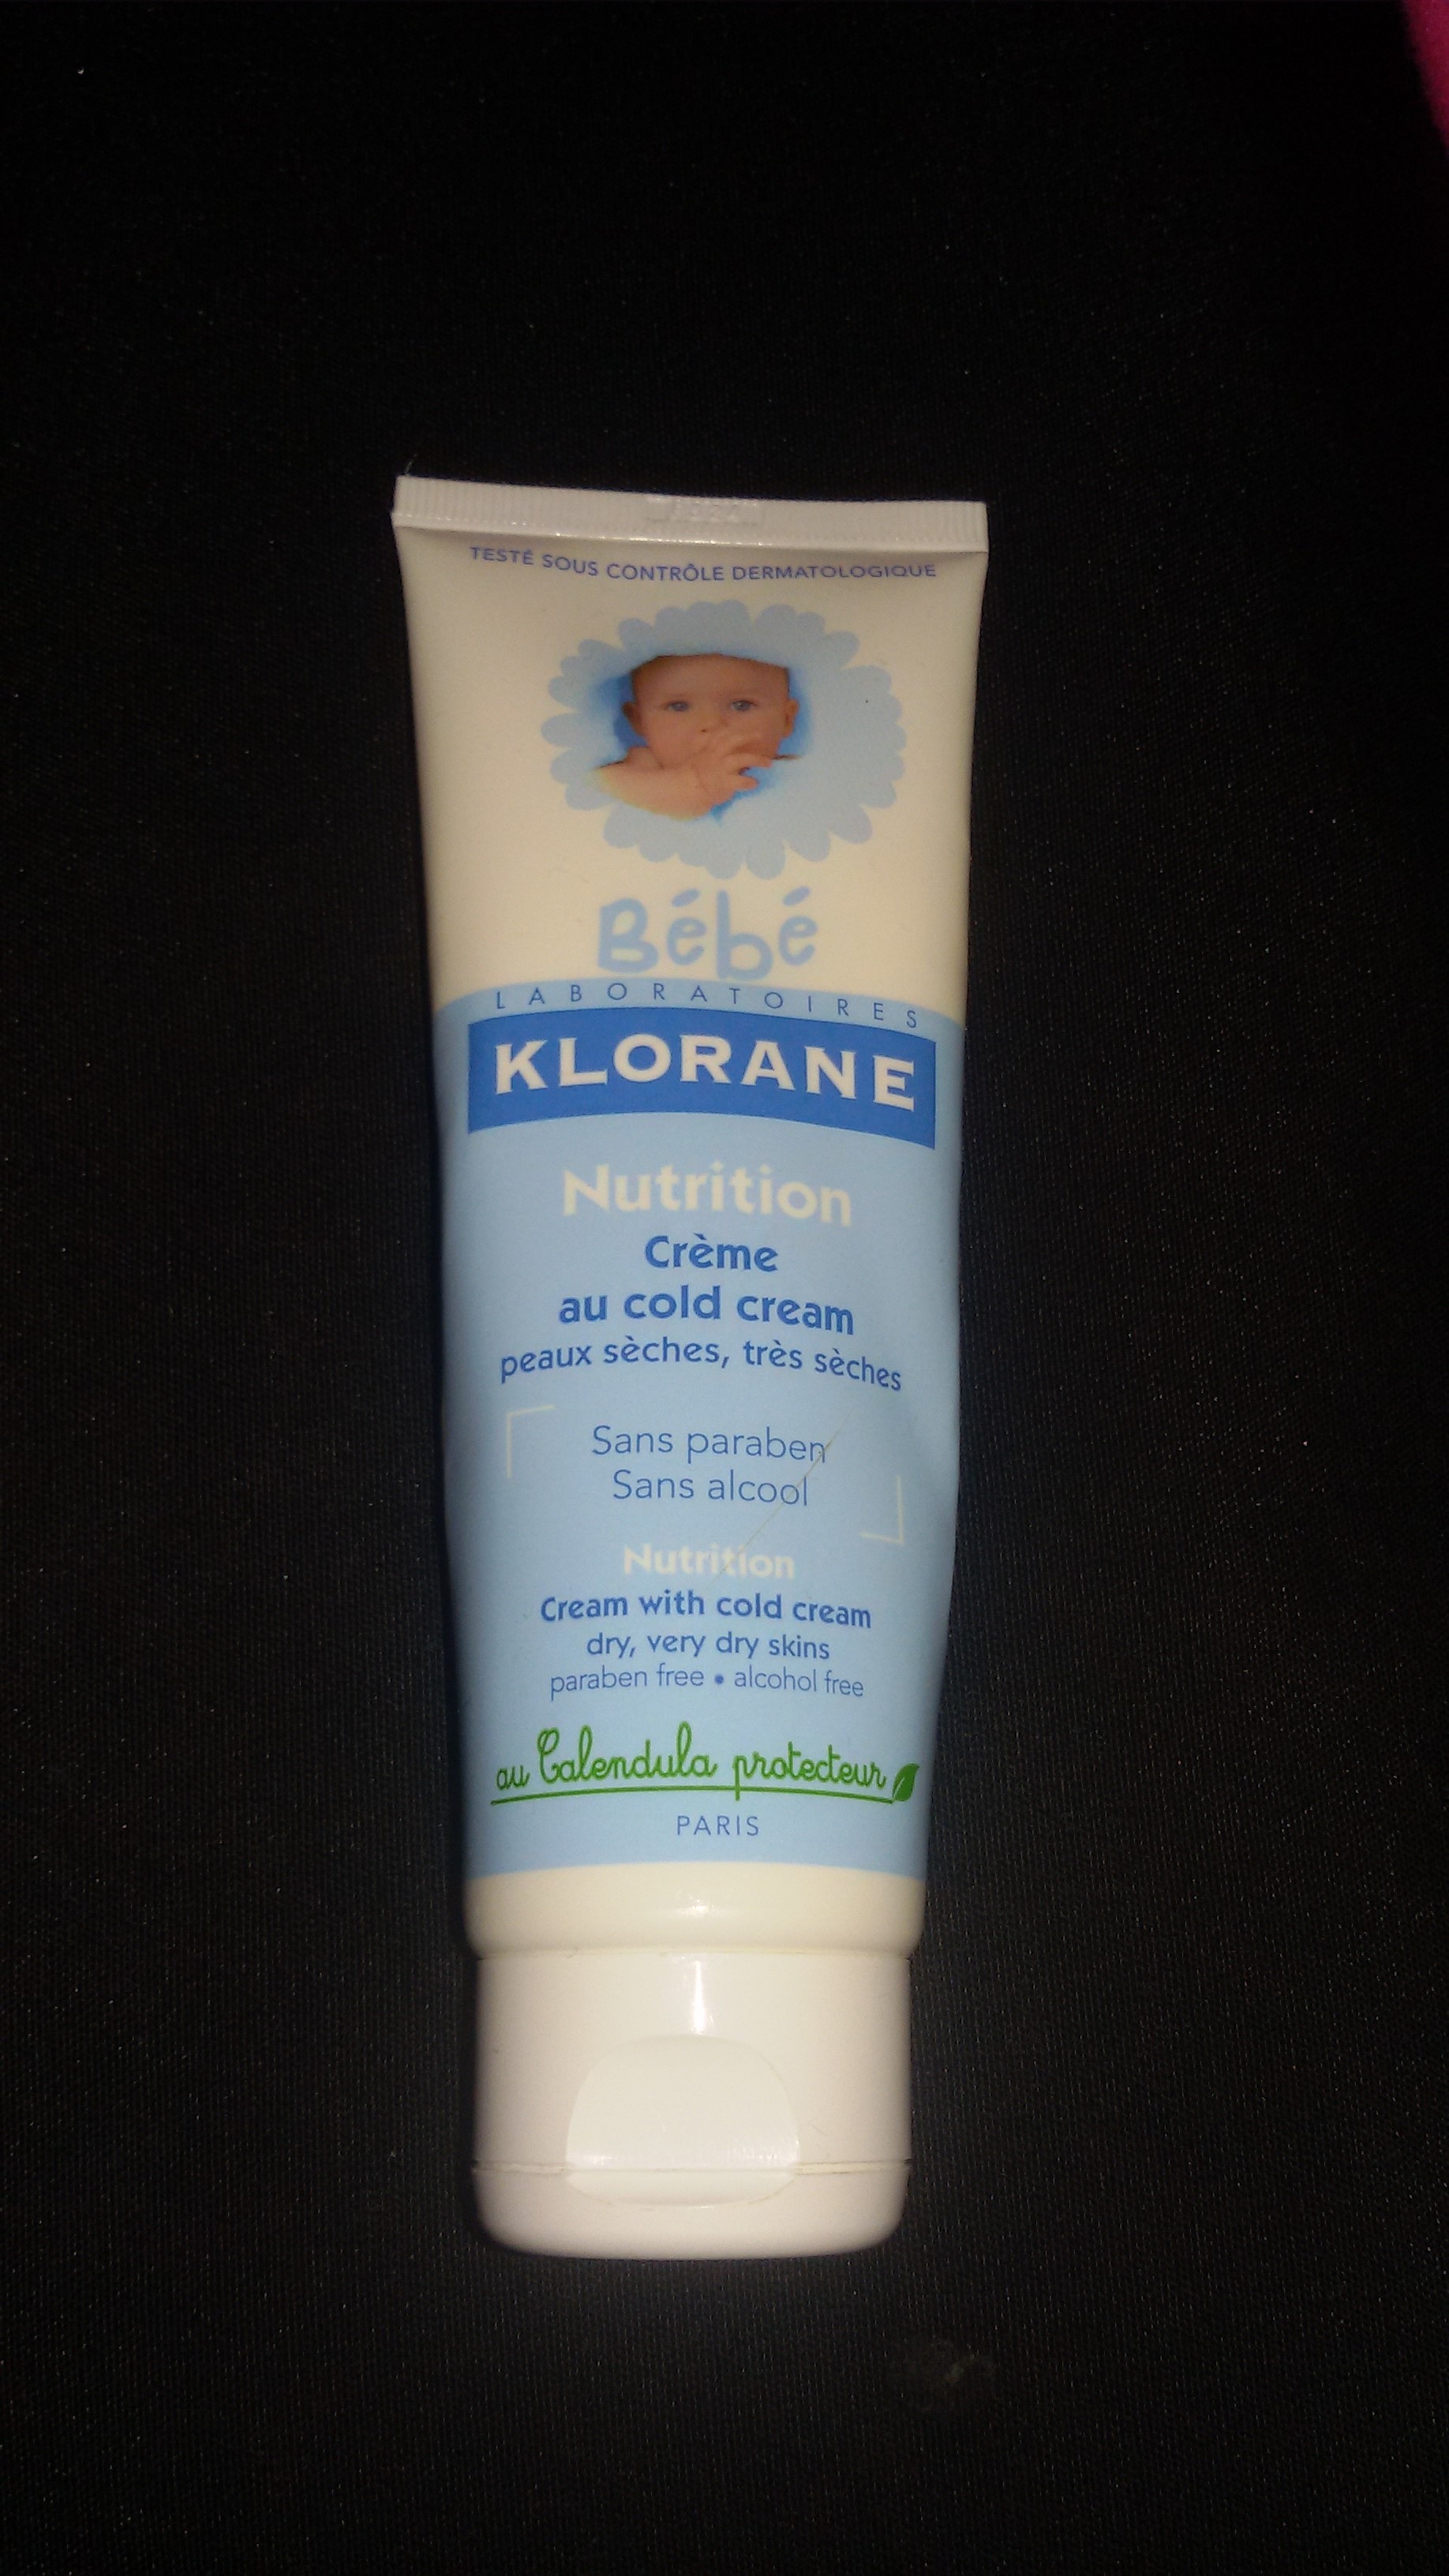 TESTÉ SOUS CONTRÔLE DERMATOLOGIQUE
Bébé
LABORATOIRES
KLORANE
Nutrition
Crème
au cold cream
peaux sèches, très sèches
Sans paraben
Sans alcool
Nutrition
Cream with cold cream
dry, very dry skins
paraben free • alcohol free
au Calendula protecteur
PARIS